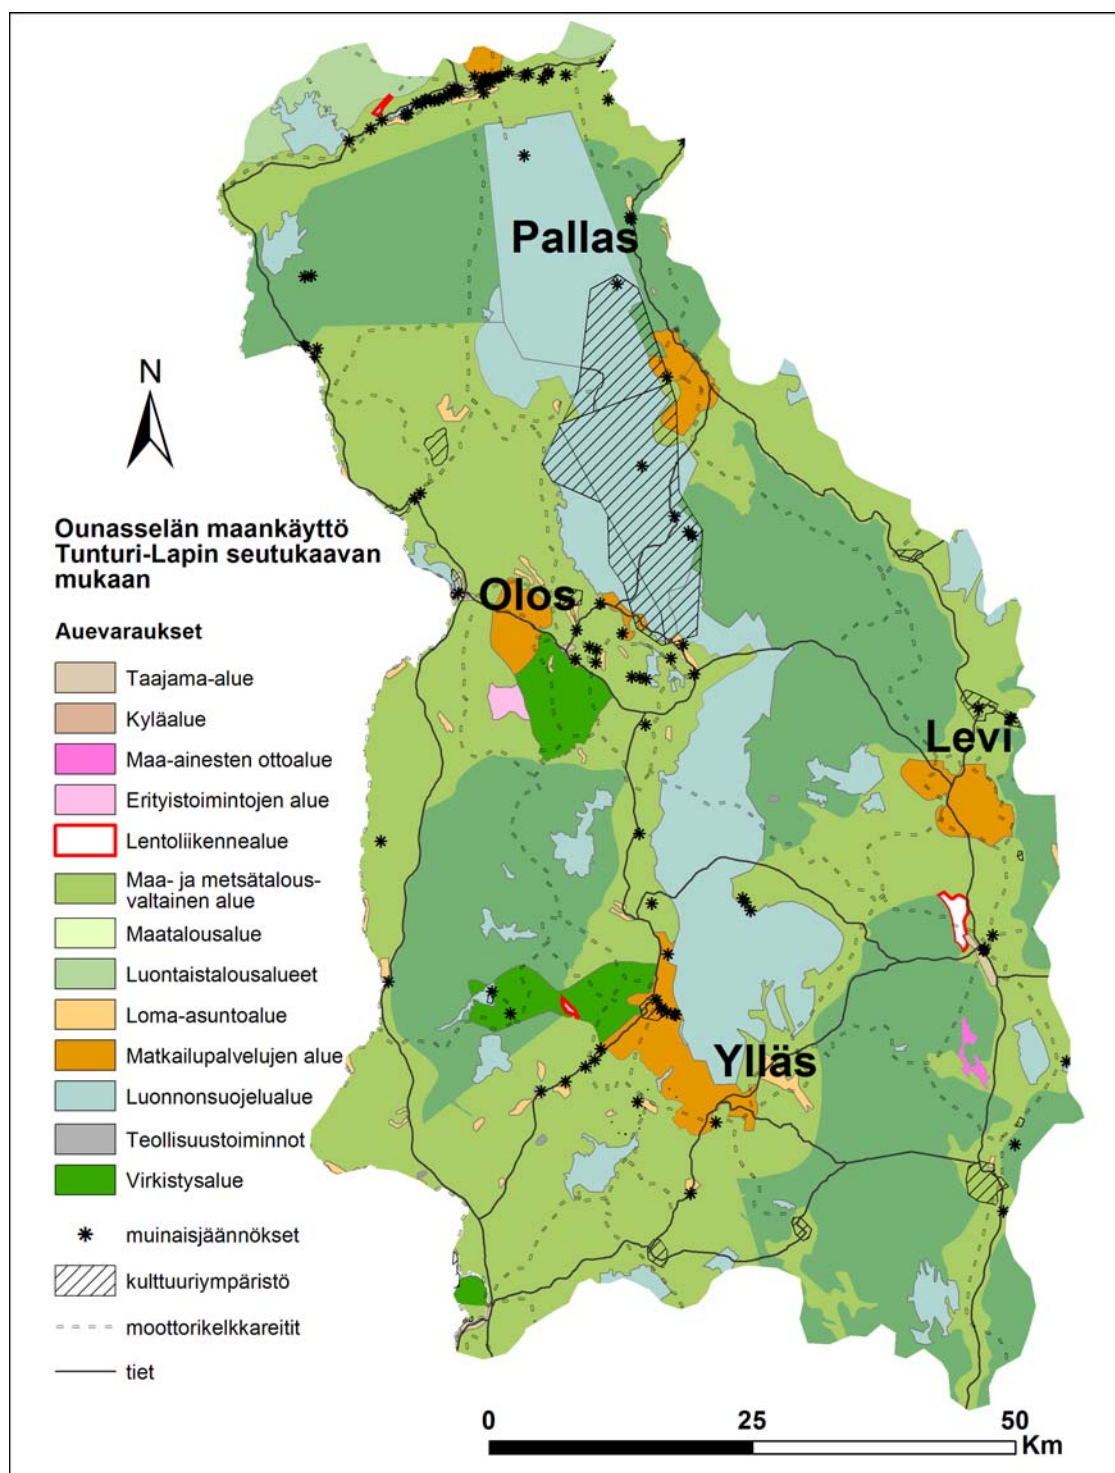 Pallas
N
Ounasselän maankäyttö
Tunturi-Lapin seutukaavan
mukaan
Olos
Auevaraukset
Taajama-alue
Kyläalue
Levi
Maa-ainesten ottoalue
Erityistoimintojen alue
Lentoliikennealue
Maa- ja metsätalous-
valtainen alue
Maatalousalue
Luontaistalousalueet
Loma-asuntoalue
Matkailupalvelujen alue
Ylläs
Luonnonsuojelualue
Teollisuustoiminnot
Virkistysalue
muinaisjäännökset
kulttuuriympäristö
moottorikelkkareitit
tiet
0 25 50
Km